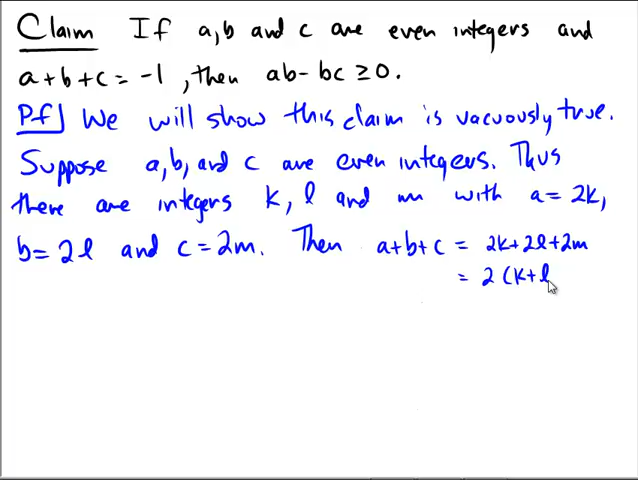 Claim If a,b and c are even integers and
a+b+c=-1, then ab-bc ≥ 0.
Pf] We will show this claim is vacuously true.
Suppose a,b, and c are even integers. Thus
there are integers k, l and m with a = 2k,
b = 2l and c = 2m. Then a+b+c = 2k+2l+2m
= 2(k+l